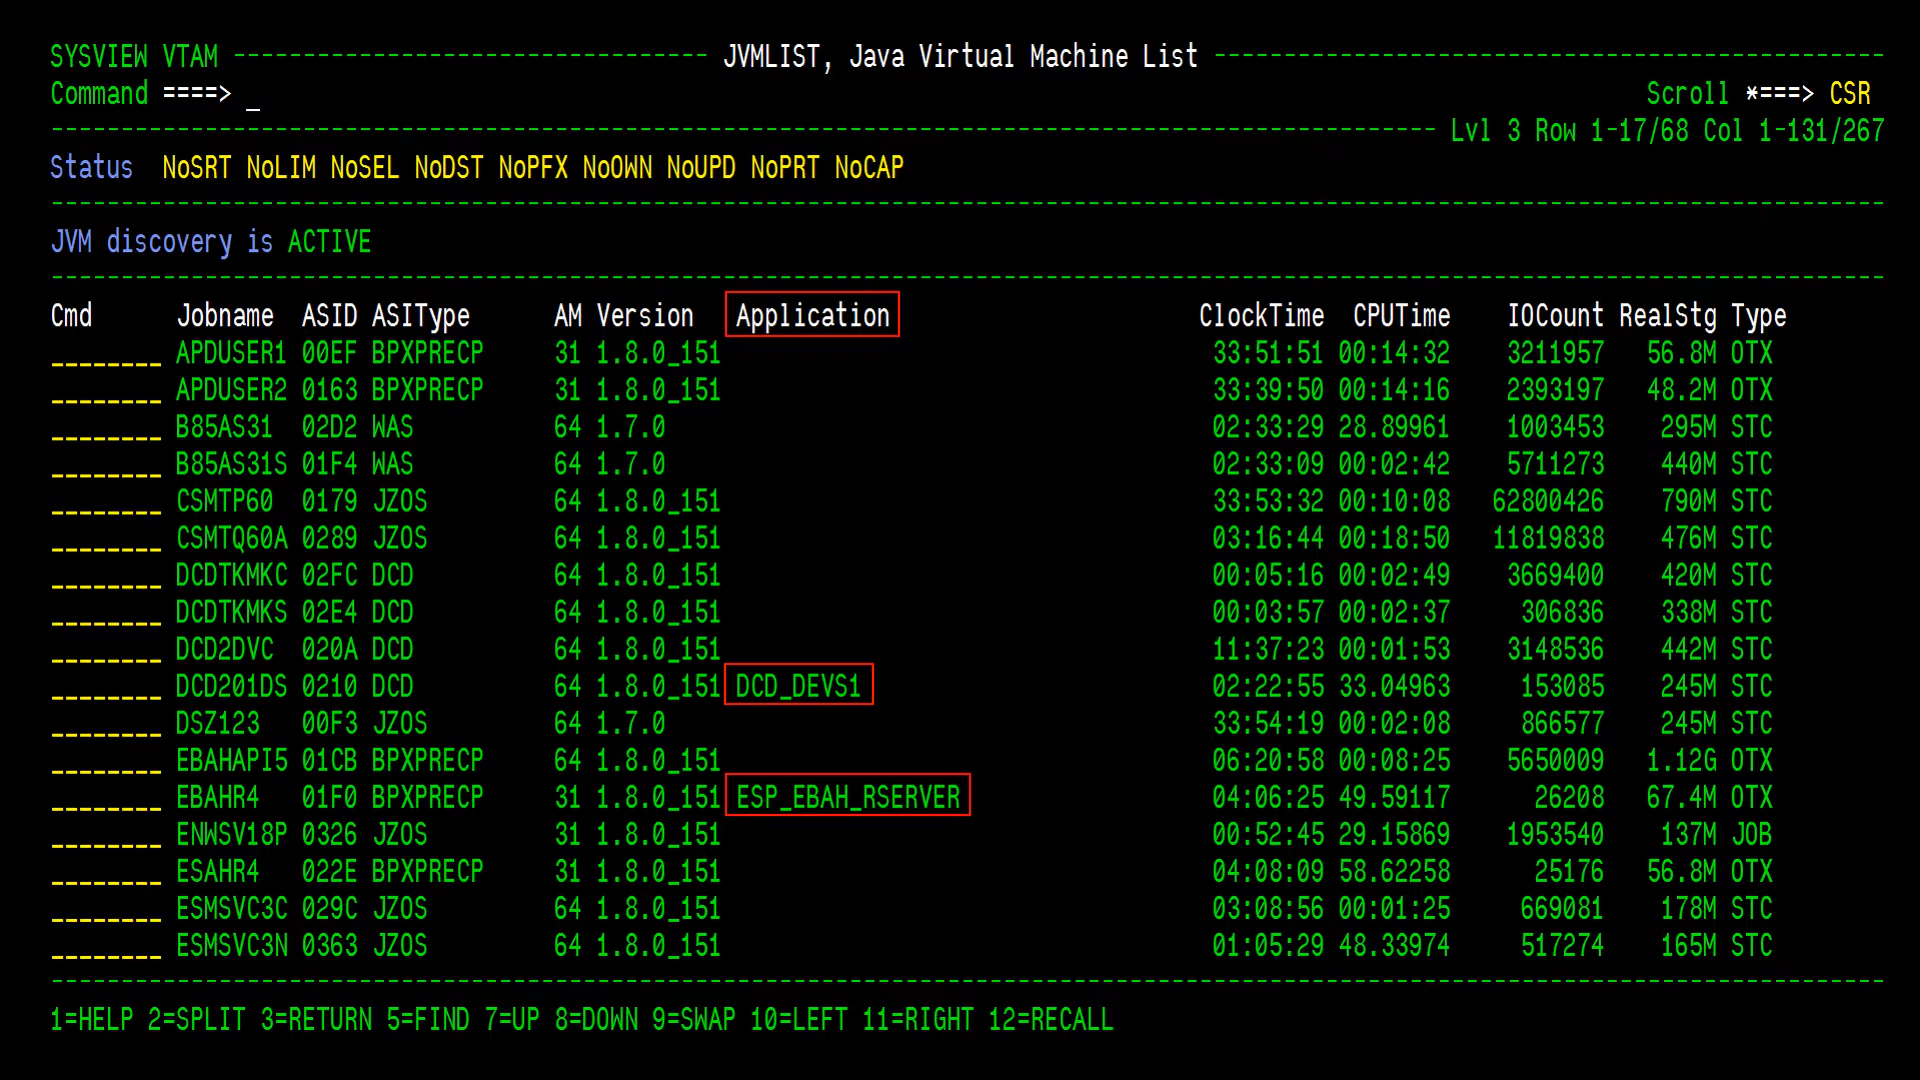 SYSVIEW VTAM ---------------------------------- JVMLIST, Java Virtual Machine List ------------------------------------------------
Command ====> _ Scroll *===> CSR
---------------------------------------------------------------------------------------------------- Lvl 3 Row 1-17/68 Col 1-131/267
Status NoSRT NoLIM NoSEL NoDST NoPFX NoOWN NoUPD NoPRT NoCAP
JVM discovery is ACTIVE
Cmd Jobname ASID ASIType AM Version Application ClockTime CPUTime IOCount RealStg Type
________ APDUSER1 00EF BPXPRECP 31 1.8.0_151 33:51:51 00:14:32 3211957 56.8M OTX
________ APDUSER2 0163 BPXPRECP 31 1.8.0_151 33:39:50 00:14:16 2393197 48.2M OTX
________ B85AS31 02D2 WAS 64 1.7.0 02:33:29 28.89961 1003453 295M STC
________ B85AS31S 01F4 WAS 64 1.7.0 02:33:09 00:02:42 5711273 440M STC
________ CSMTP60 0179 JZOS 64 1.8.0_151 33:53:32 00:10:08 62800426 790M STC
________ CSMTQ60A 0289 JZOS 64 1.8.0_151 03:16:44 00:18:50 11819838 476M STC
________ DCDTKMKC 02FC DCD 64 1.8.0_151 00:05:16 00:02:49 3669400 420M STC
________ DCDTKMKS 02E4 DCD 64 1.8.0_151 00:03:57 00:02:37 306836 338M STC
________ DCD2DVC 020A DCD 64 1.8.0_151 11:37:23 00:01:53 3148536 442M STC
________ DCD201DS 0210 DCD 64 1.8.0_151 DCD_DEVS1 02:22:55 33.04963 153085 245M STC
________ DSZ123 00F3 JZOS 64 1.7.0 33:54:19 00:02:08 866577 245M STC
________ EBAHAPI5 01CB BPXPRECP 64 1.8.0_151 06:20:58 00:08:25 5650009 1.12G OTX
________ EBAHR4 01F0 BPXPRECP 31 1.8.0_151 ESP_EBAH_RSERVER 04:06:25 49.59117 26208 67.4M OTX
________ ENWSV18P 0326 JZOS 31 1.8.0_151 00:52:45 29.15869 1953540 137M JOB
________ ESAHR4 022E BPXPRECP 31 1.8.0_151 04:08:09 58.62258 25176 56.8M OTX
________ ESMSVC3C 029C JZOS 64 1.8.0_151 03:08:56 00:01:25 669081 178M STC
________ ESMSVC3N 0363 JZOS 64 1.8.0_151 01:05:29 48.33974 517274 165M STC
1=HELP 2=SPLIT 3=RETURN 5=FIND 7=UP 8=DOWN 9=SWAP 10=LEFT 11=RIGHT 12=RECALL